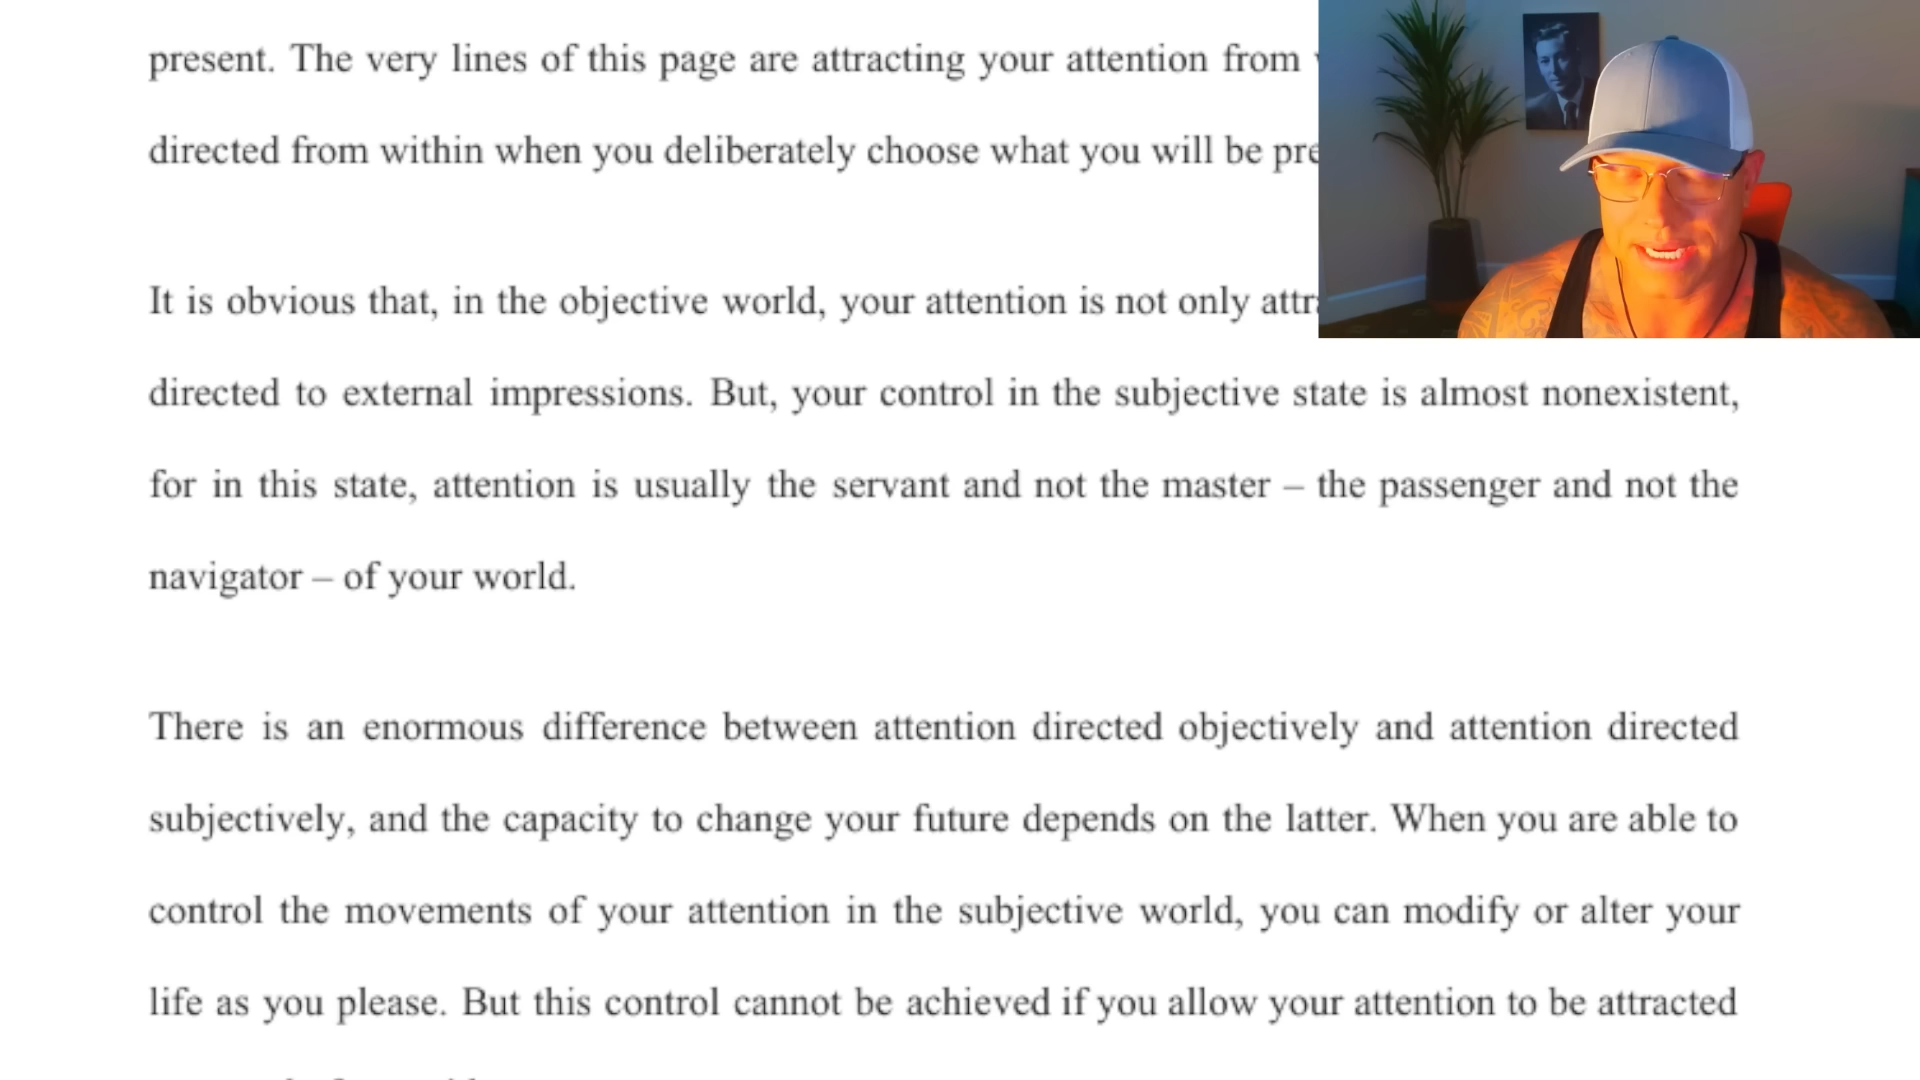 present. The very lines of this page are attracting your attention from
directed from within when you deliberately choose what you will be
It is obvious that, in the objective world, your attention is not only
directed to external impressions. But, your control in the subjective state is almost nonexistent,
for in this state, attention is usually the servant and not the master – the passenger and not the
navigator – of your world.
There is an enormous difference between attention directed objectively and attention directed
subjectively, and the capacity to change your future depends on the latter. When you are able to
control the movements of your attention in the subjective world, you can modify or alter your
life as you please. But this control cannot be achieved if you allow your attention to be attracted